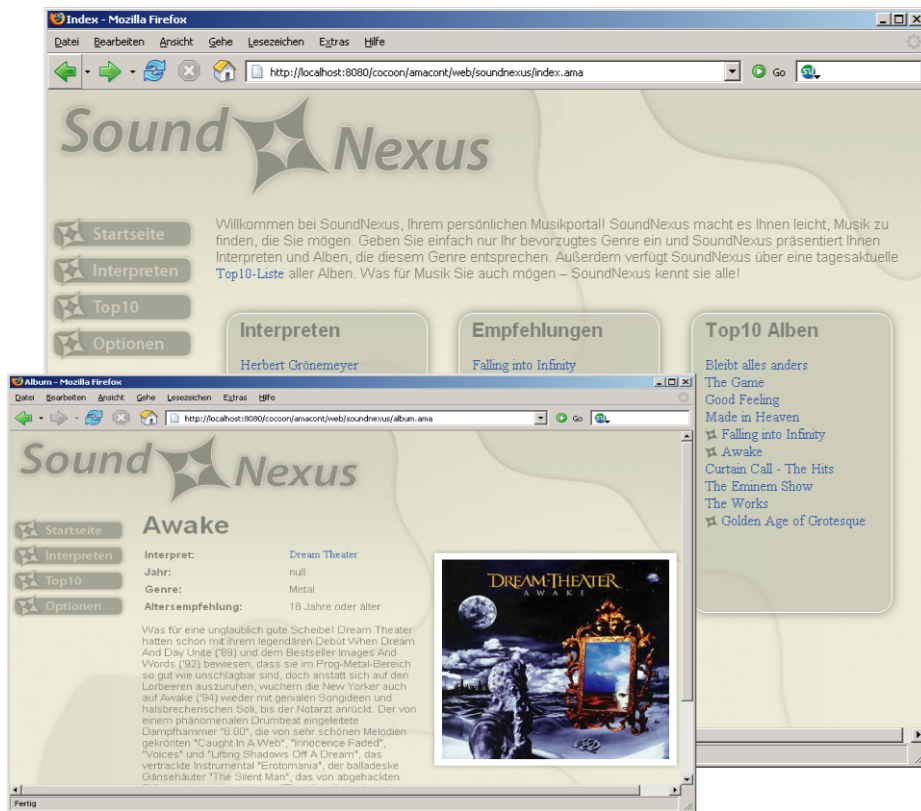 Index - Mozilla Firefox
Datei Bearbeiten Ansicht Gehe Lesezeichen Extras Hilfe
http://localhost:8080/cocoon/amacont/web/soundnexus/index.ama
Go
Sound Nexus
Startseite
Interpreten
Top10
Optionen
Willkommen bei SoundNexus, Ihrem persönlichen Musikportal! SoundNexus macht es Ihnen leicht, Musik zu
finden, die Sie mögen. Geben Sie einfach nur Ihr bevorzugtes Genre ein und SoundNexus präsentiert Ihnen
Interpreten und Alben, die diesem Genre entsprechen. Außerdem verfügt SoundNexus über eine tagesaktuelle
Top10-Liste aller Alben. Was für Musik Sie auch mögen – SoundNexus kennt sie alle!
Interpreten
Herbert Grönemeyer
Empfehlungen
Falling into Infinity
Top10 Alben
Bleibt alles anders
The Game
Good Feeling
Made in Heaven
Falling into Infinity
Awake
Curtain Call - The Hits
The Eminem Show
The Works
Golden Age of Grotesque
Album - Mozilla Firefox
Datei Bearbeiten Ansicht Gehe Lesezeichen Extras Hilfe
http://localhost:8080/cocoon/amacont/web/soundnexus/album.ama
Go
Sound Nexus
Startseite
Interpreten
Top10
Optionen
Awake
Interpret: Dream Theater
Jahr: null
Genre: Metal
Altersempfehlung: 16 Jahre oder älter
Was für eine unglaublich gute Scheibe! Dream Theater
hatten schon mit ihrem legendären Debüt When Dream
And Day Unite ('89) und dem Bestseller Images And
Words ('92) bewiesen, dass sie im Prog-Metal-Bereich
so gut wie unschlagbar sind, doch anstatt sich auf den
Lorbeeren auszuruhen, wuchern die New Yorker auch
auf Awake ('94) wieder mit genialen Songideen und
halsbrecherischen Soli, bis der Notarzt anrückt. Der von
einem phänomenalen Drumbeat eingeleitete
Dampfhammer "6:00", die von sehr schönen Melodien
gekrönten "Caught In A Web", "Innocence Faded",
"Voices" und "Lifting Shadows Off A Dream", das
vertrackte Instrumental "Erotomania", der balladeske
Gänsehäuter "The Silent Man", das von abgehackten
DREAM THEATER
AWAKE
Fertig